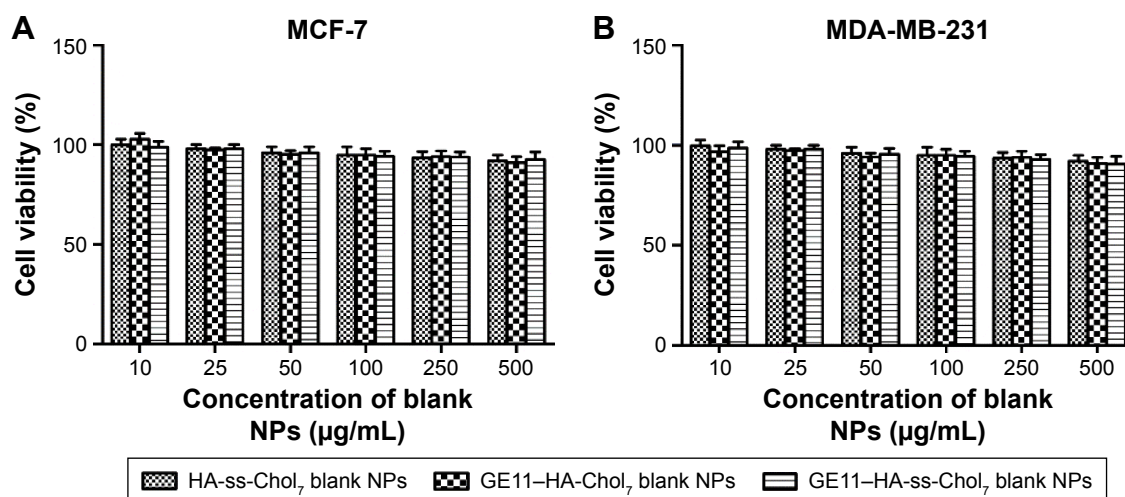 A
MCF-7
150
100
50
0
Cell viability (%)
10 25 50 100 250 500
Concentration of blank
NPs (µg/mL)
B
MDA-MB-231
150
100
50
0
Cell viability (%)
10 25 50 100 250 500
Concentration of blank
NPs (µg/mL)
HA-ss-Chol₇ blank NPs GE11–HA-Chol₇ blank NPs GE11–HA-ss-Chol₇ blank NPs